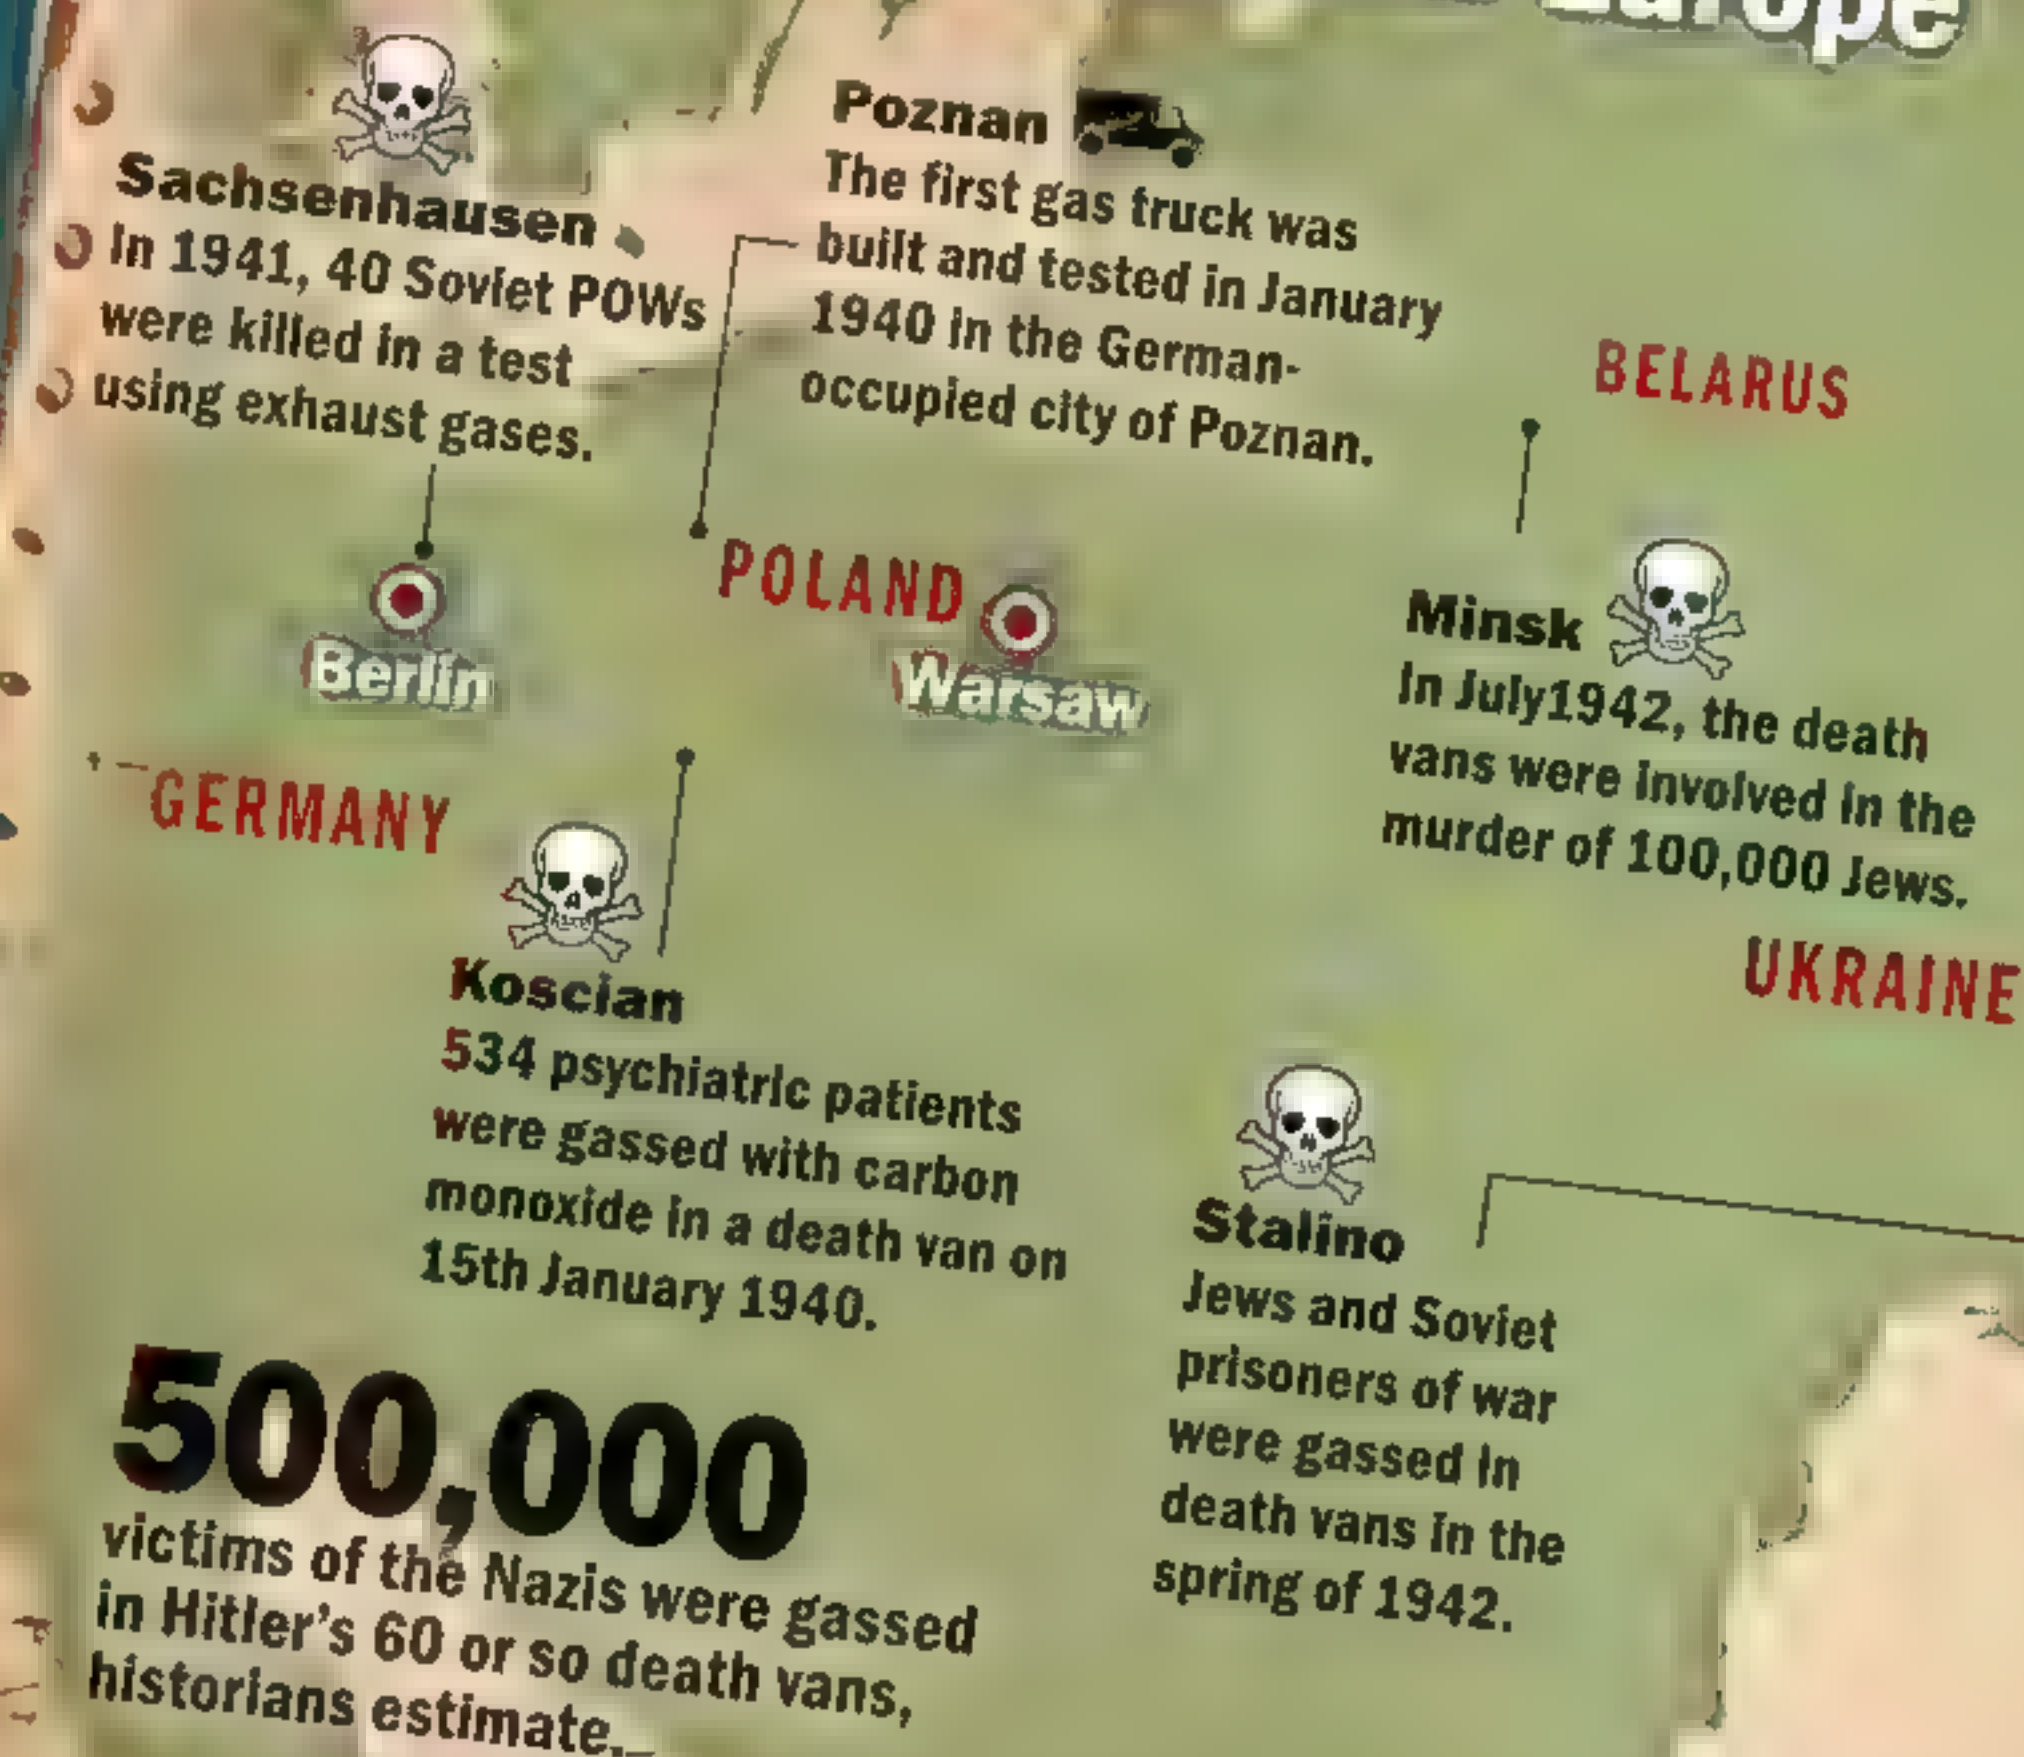 Europe
Sachsenhausen
In 1941, 40 Soviet POWs
were killed in a test
using exhaust gases.
Poznan
The first gas truck was
built and tested in January
1940 in the German-
occupied city of Poznan.
BELARUS
Berlin
POLAND
Warsaw
GERMANY
Minsk
In July1942, the death
vans were involved in the
murder of 100,000 Jews.
UKRAINE
Koscian
534 psychiatric patients
were gassed with carbon
monoxide in a death van on
15th January 1940.
Stalino
Jews and Soviet
prisoners of war
were gassed in
death vans in the
spring of 1942.
500,000
victims of the Nazis were gassed
in Hitler's 60 or so death vans,
historians estimate.